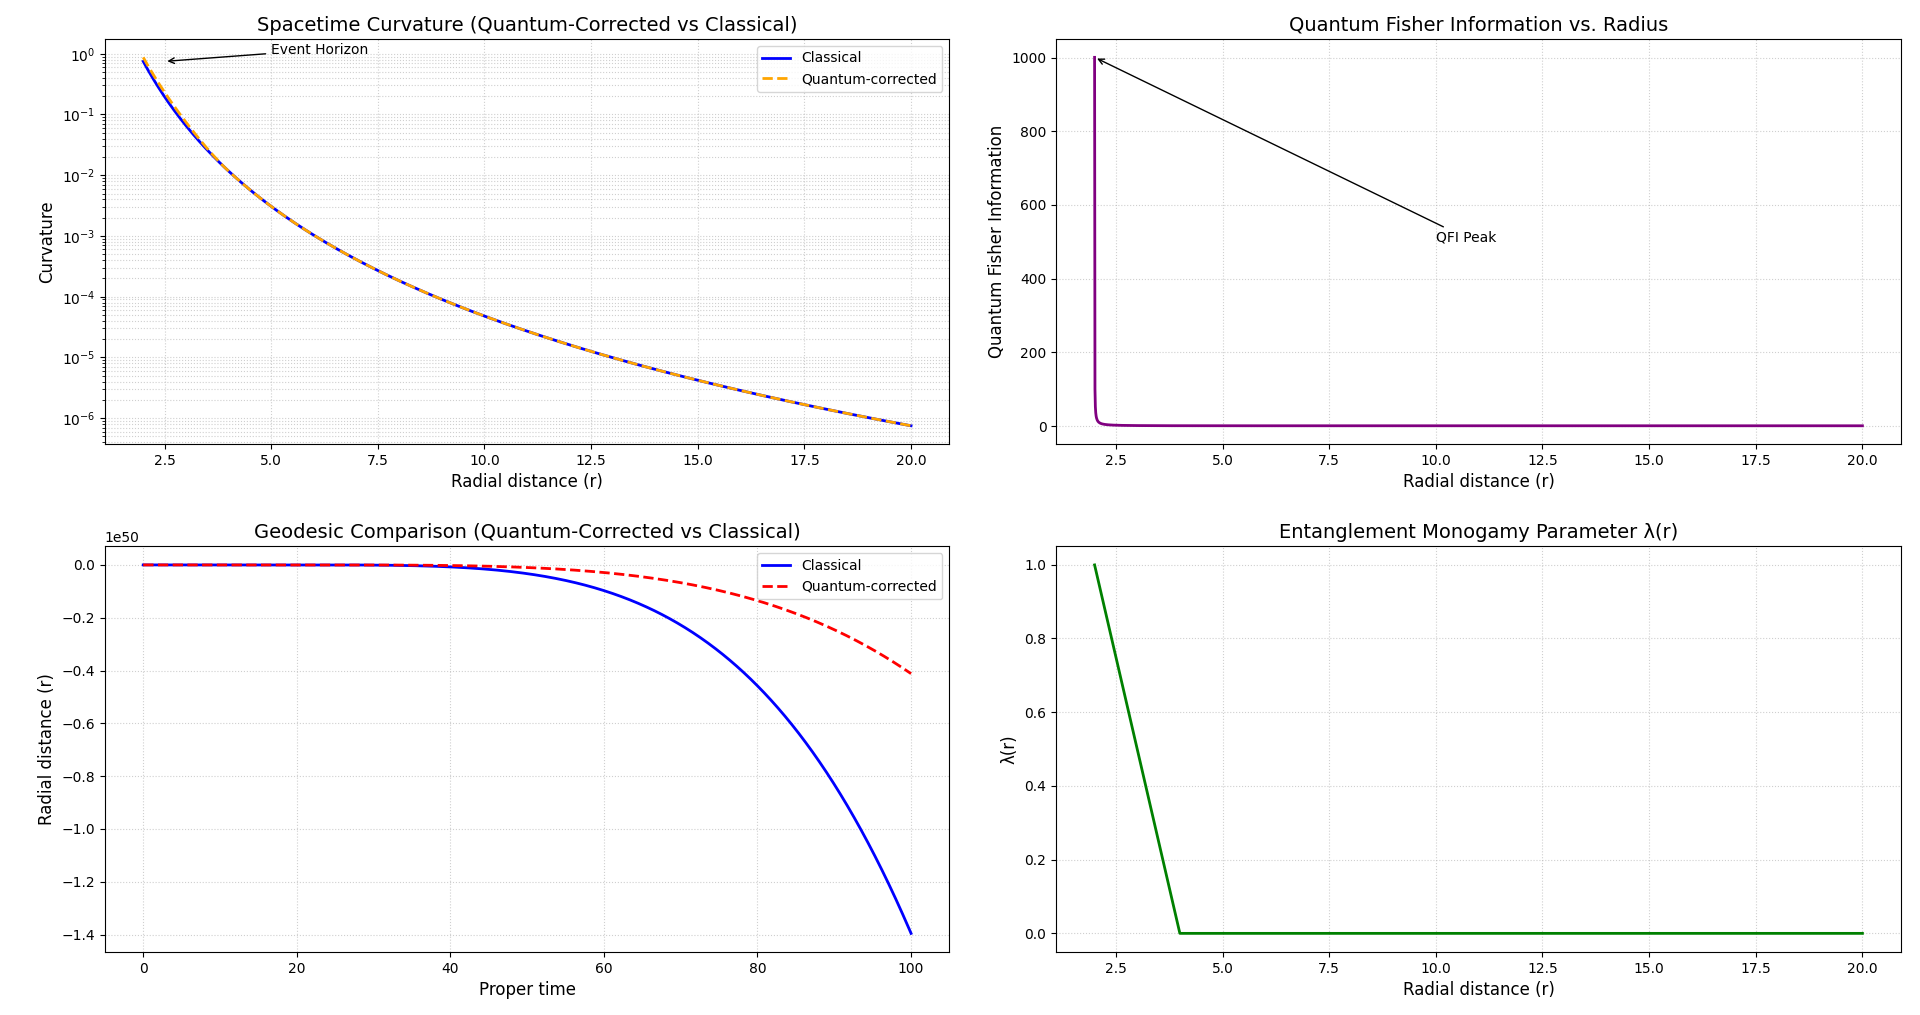 Spacetime Curvature (Quantum-Corrected vs Classical)
Event Horizon
Classical
Quantum-corrected
Curvature
10⁰
10⁻¹
10⁻²
10⁻³
10⁻⁴
10⁻⁵
10⁻⁶
2.5 5.0 7.5 10.0 12.5 15.0 17.5 20.0
Radial distance (r)
Quantum Fisher Information vs. Radius
QFI Peak
Quantum Fisher Information
1000
800
600
400
200
0
2.5 5.0 7.5 10.0 12.5 15.0 17.5 20.0
Radial distance (r)
Geodesic Comparison (Quantum-Corrected vs Classical)
1e50
Classical
Quantum-corrected
Radial distance (r)
0.0
−0.2
−0.4
−0.6
−0.8
−1.0
−1.2
−1.4
0 20 40 60 80 100
Proper time
Entanglement Monogamy Parameter λ(r)
λ(r)
1.0
0.8
0.6
0.4
0.2
0.0
2.5 5.0 7.5 10.0 12.5 15.0 17.5 20.0
Radial distance (r)